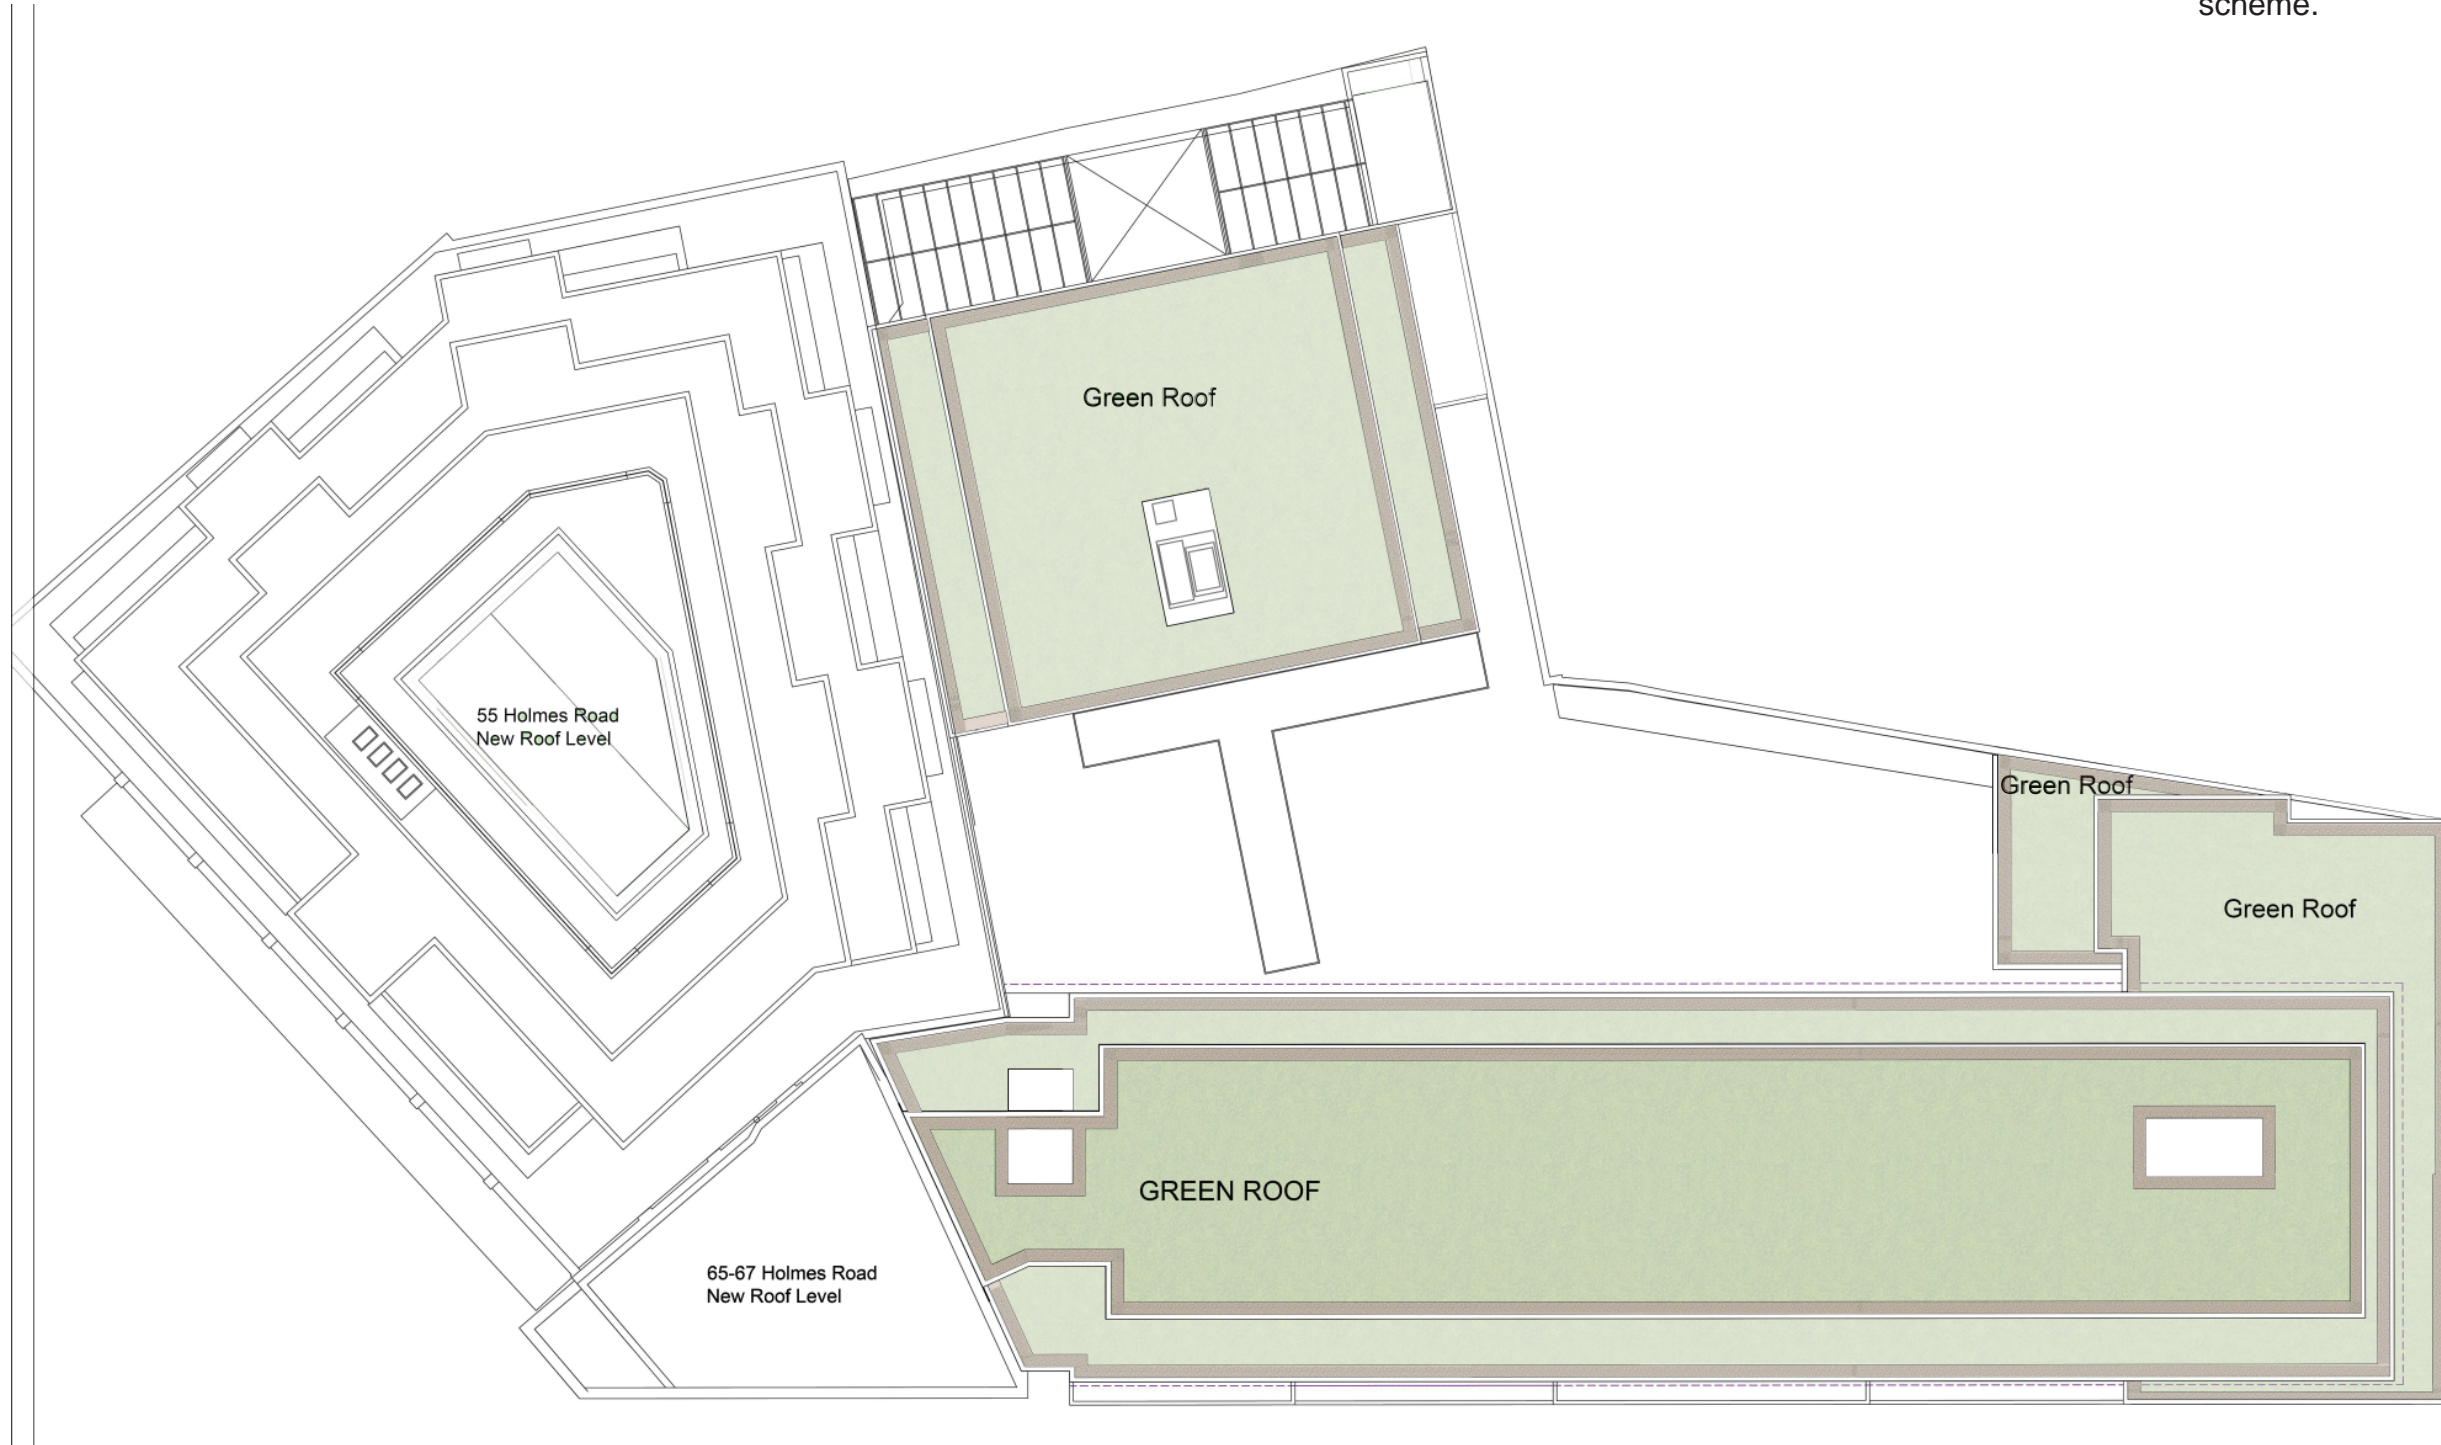 scheme.
Green Roof
55 Holmes Road
New Roof Level
Green Roof
Green Roof
GREEN ROOF
65-67 Holmes Road
New Roof Level